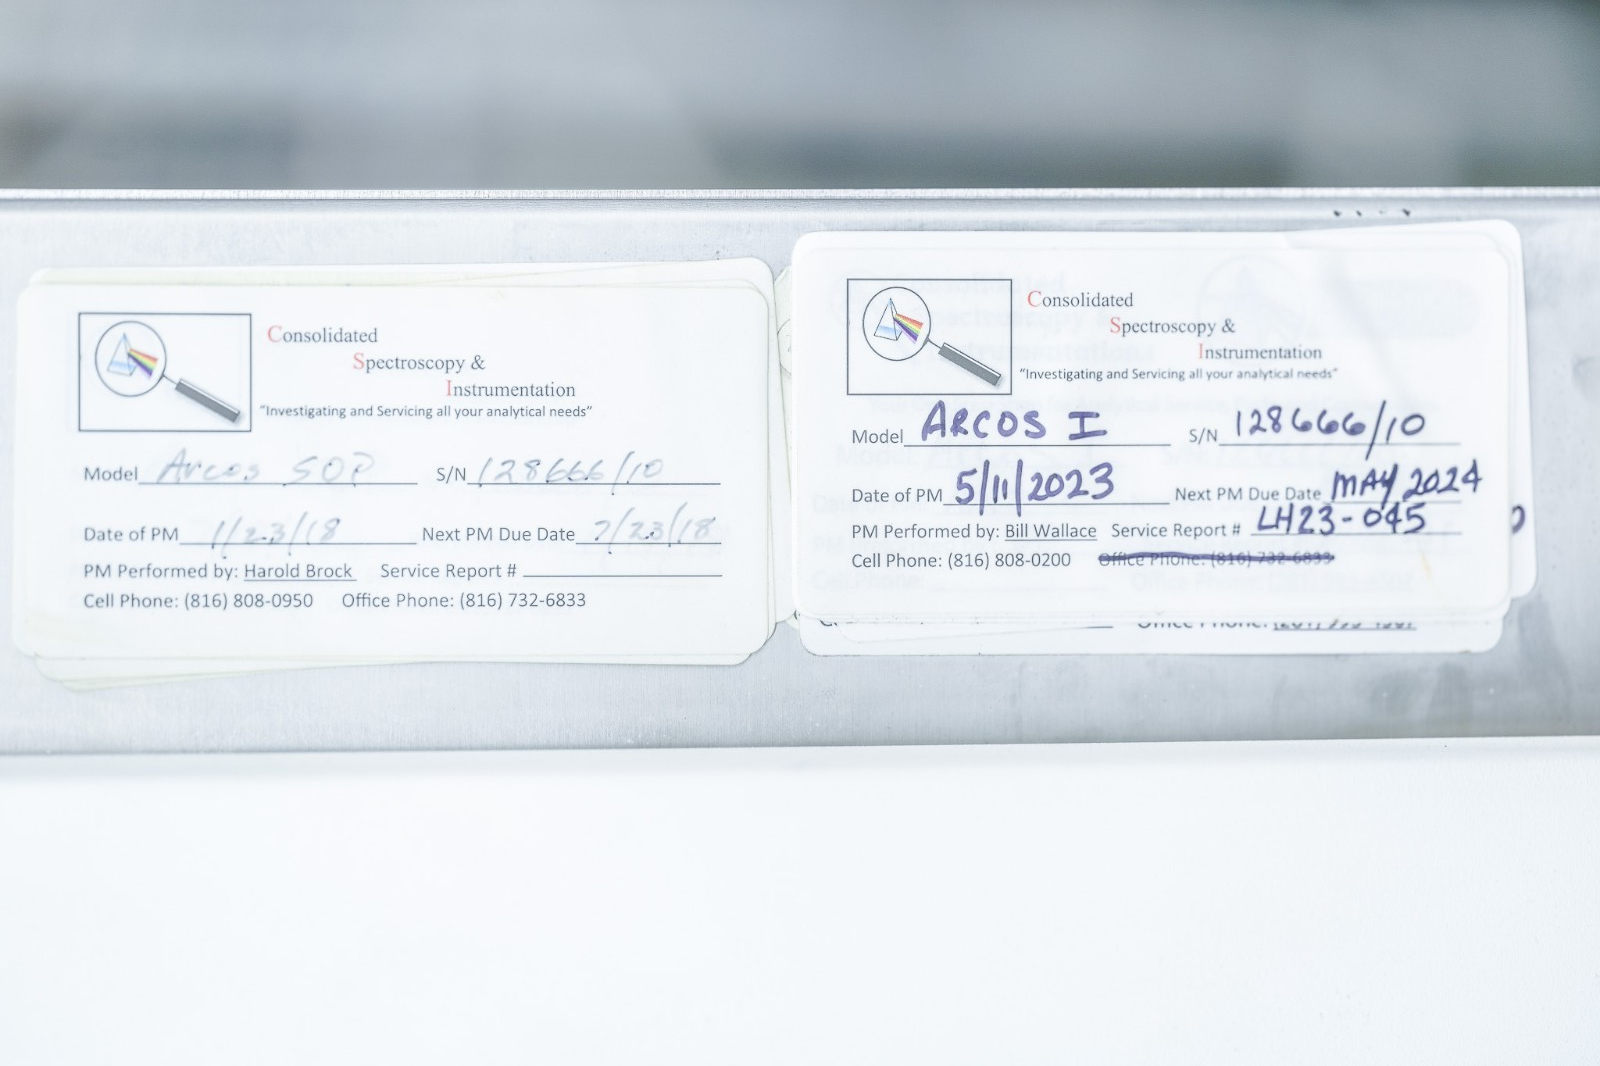 Consolidated
Spectroscopy &
Instrumentation
"Investigating and Servicing all your analytical needs"
Model Arcos SOP S/N 128666/10
Date of PM 1/23/18 Next PM Due Date 7/23/18
PM Performed by: Harold Brock Service Report #
Cell Phone: (816) 808-0950 Office Phone: (816) 732-6833
Consolidated
Spectroscopy &
Instrumentation
"Investigating and Servicing all your analytical needs"
Model ARCOS I S/N 128666/10
Date of PM 5/11/2023 Next PM Due Date MAY 2024
PM Performed by: Bill Wallace Service Report # LH23-045
Cell Phone: (816) 808-0200 Office Phone: (816) 732-6833
Office Phone: